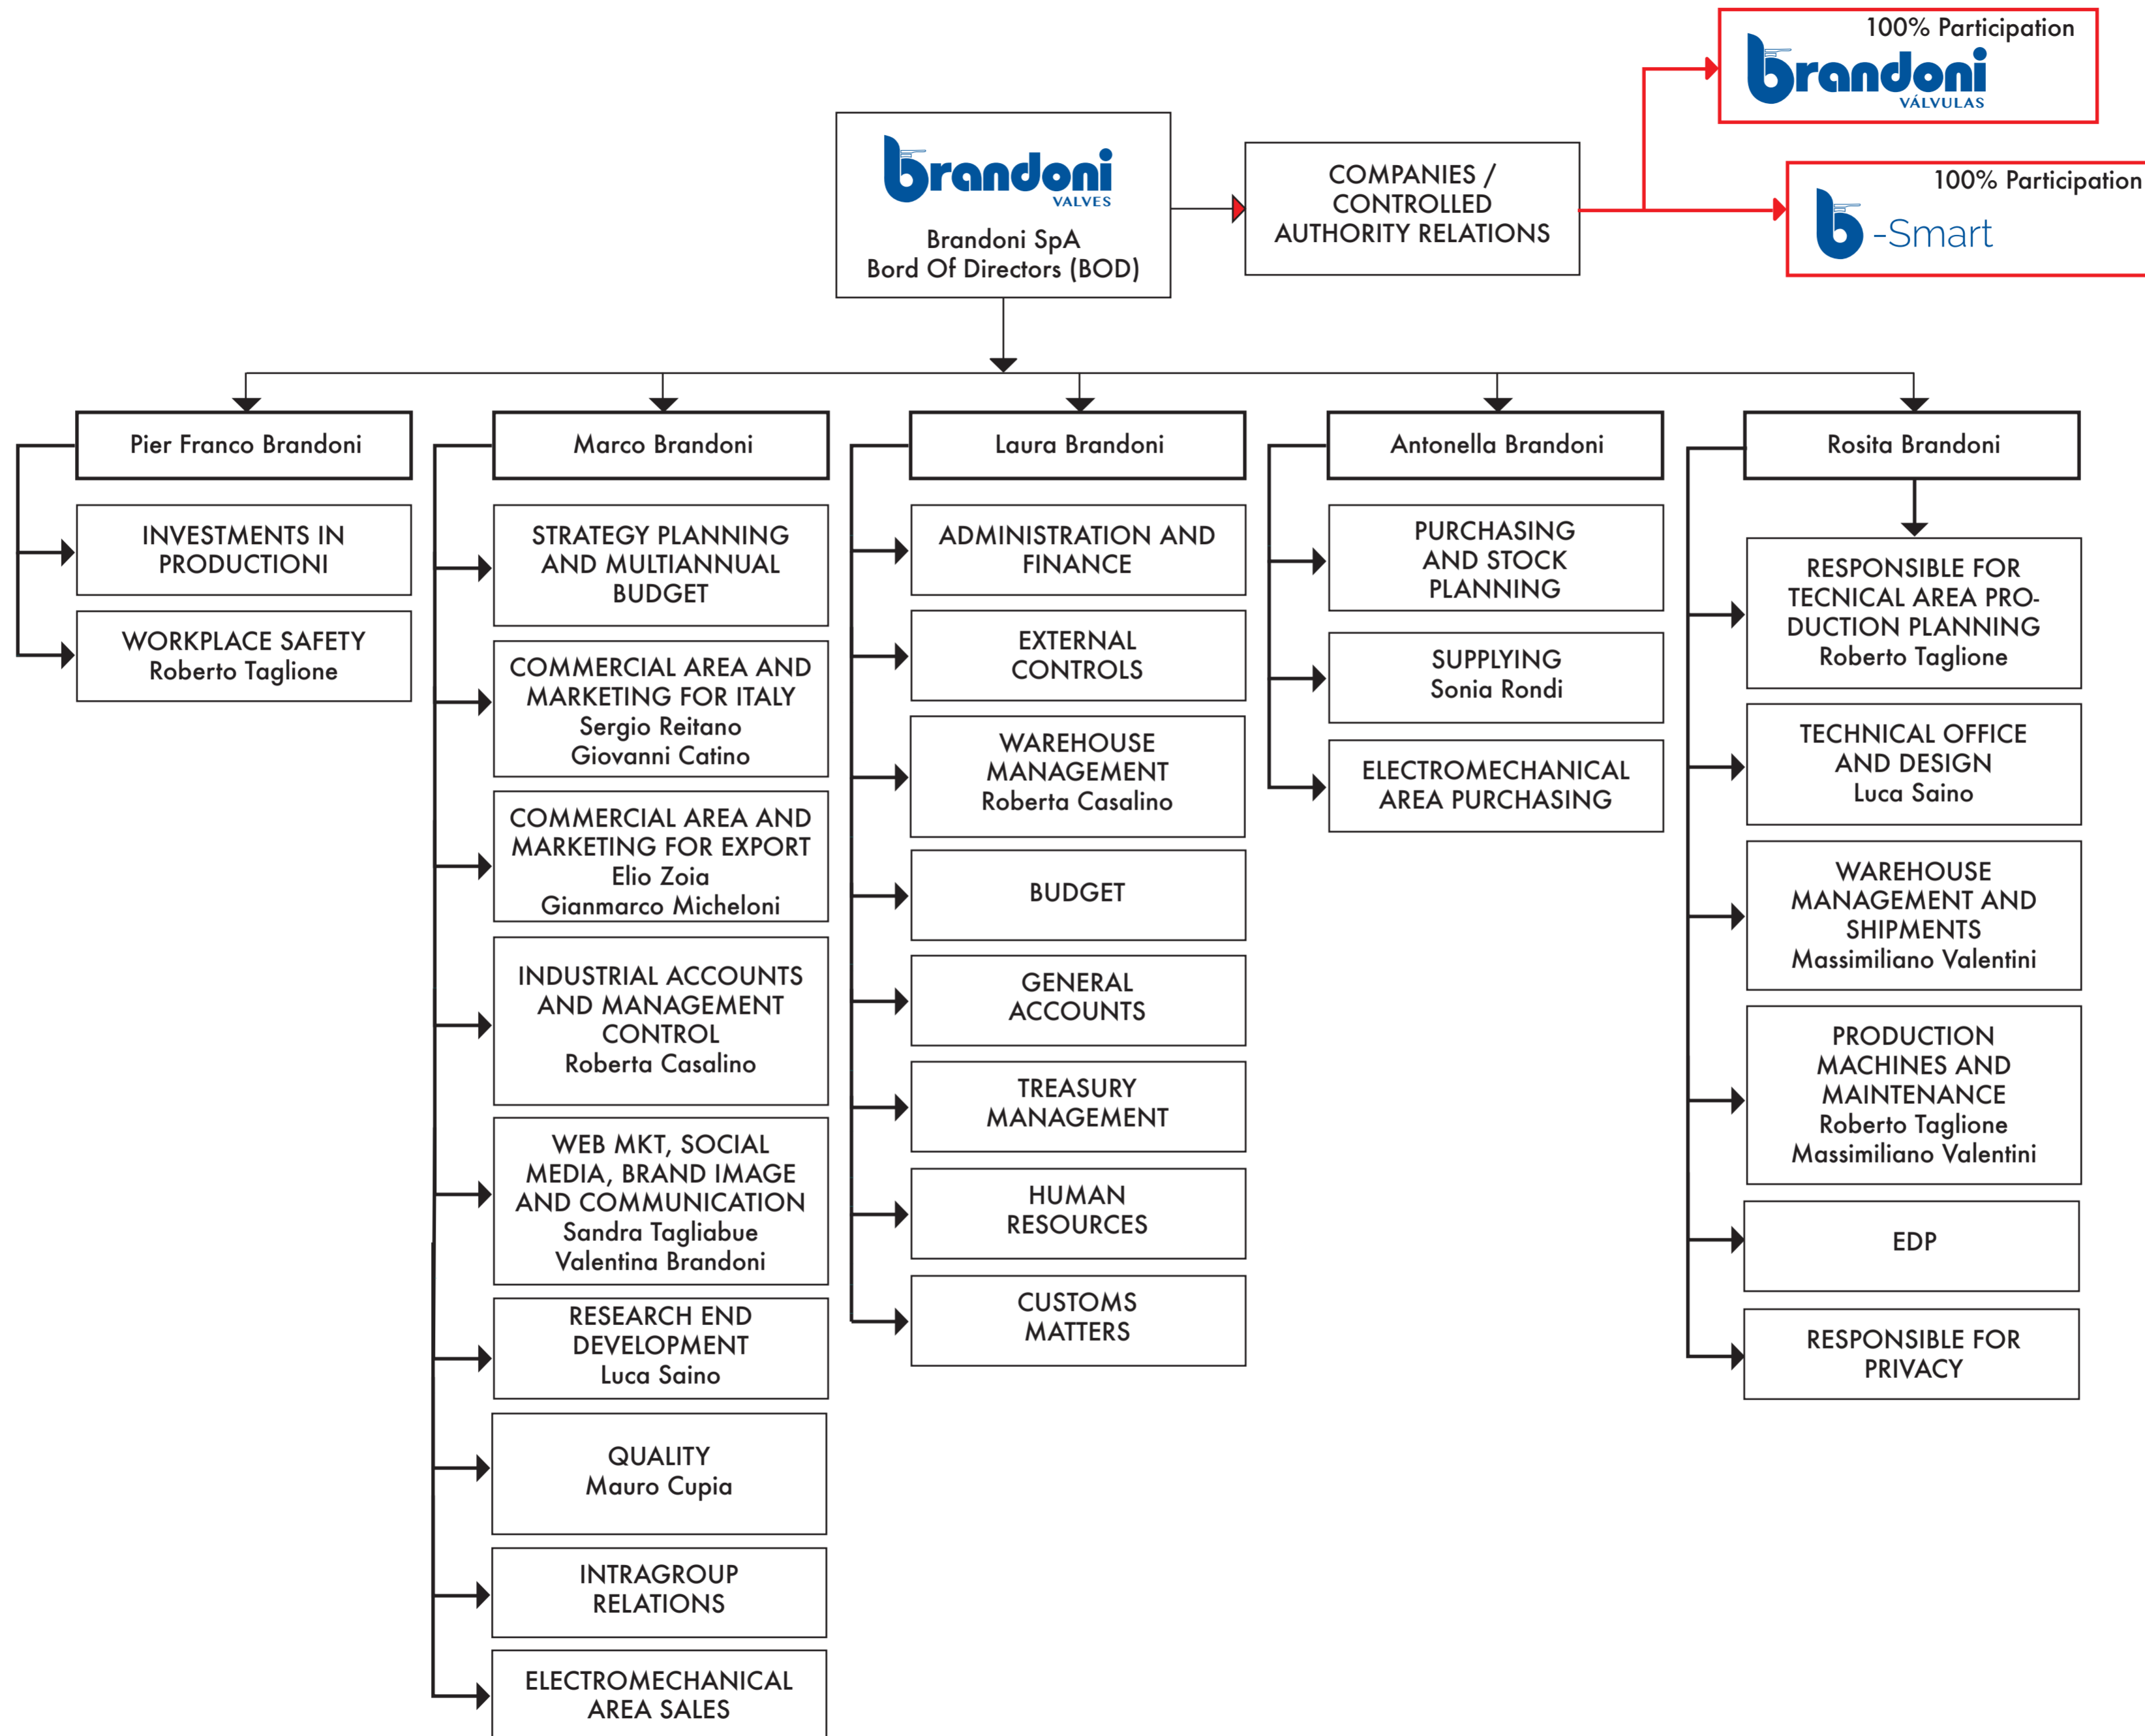 100% Participation
brandoni
VÁLVULAS
100% Participation
b-Smart
brandoni
VALVES
Brandoni SpA
Bord Of Directors (BOD)
COMPANIES /
CONTROLLED
AUTHORITY RELATIONS
Pier Franco Brandoni
INVESTMENTS IN
PRODUCTIONI
WORKPLACE SAFETY
Roberto Taglione
Marco Brandoni
STRATEGY PLANNING
AND MULTIANNUAL
BUDGET
COMMERCIAL AREA AND
MARKETING FOR ITALY
Sergio Reitano
Giovanni Catino
COMMERCIAL AREA AND
MARKETING FOR EXPORT
Elio Zoia
Gianmarco Micheloni
INDUSTRIAL ACCOUNTS
AND MANAGEMENT
CONTROL
Roberta Casalino
WEB MKT, SOCIAL
MEDIA, BRAND IMAGE
AND COMMUNICATION
Sandra Tagliabue
Valentina Brandoni
RESEARCH END
DEVELOPMENT
Luca Saino
QUALITY
Mauro Cupia
INTRAGROUP
RELATIONS
ELECTROMECHANICAL
AREA SALES
Laura Brandoni
ADMINISTRATION AND
FINANCE
EXTERNAL
CONTROLS
WAREHOUSE
MANAGEMENT
Roberta Casalino
BUDGET
GENERAL
ACCOUNTS
TREASURY
MANAGEMENT
HUMAN
RESOURCES
CUSTOMS
MATTERS
Antonella Brandoni
PURCHASING
AND STOCK
PLANNING
SUPPLYING
Sonia Rondi
ELECTROMECHANICAL
AREA PURCHASING
Rosita Brandoni
RESPONSIBLE FOR
TECNICAL AREA PRO-
DUCTION PLANNING
Roberto Taglione
TECHNICAL OFFICE
AND DESIGN
Luca Saino
WAREHOUSE
MANAGEMENT AND
SHIPMENTS
Massimiliano Valentini
PRODUCTION
MACHINES AND
MAINTENANCE
Roberto Taglione
Massimiliano Valentini
EDP
RESPONSIBLE FOR
PRIVACY